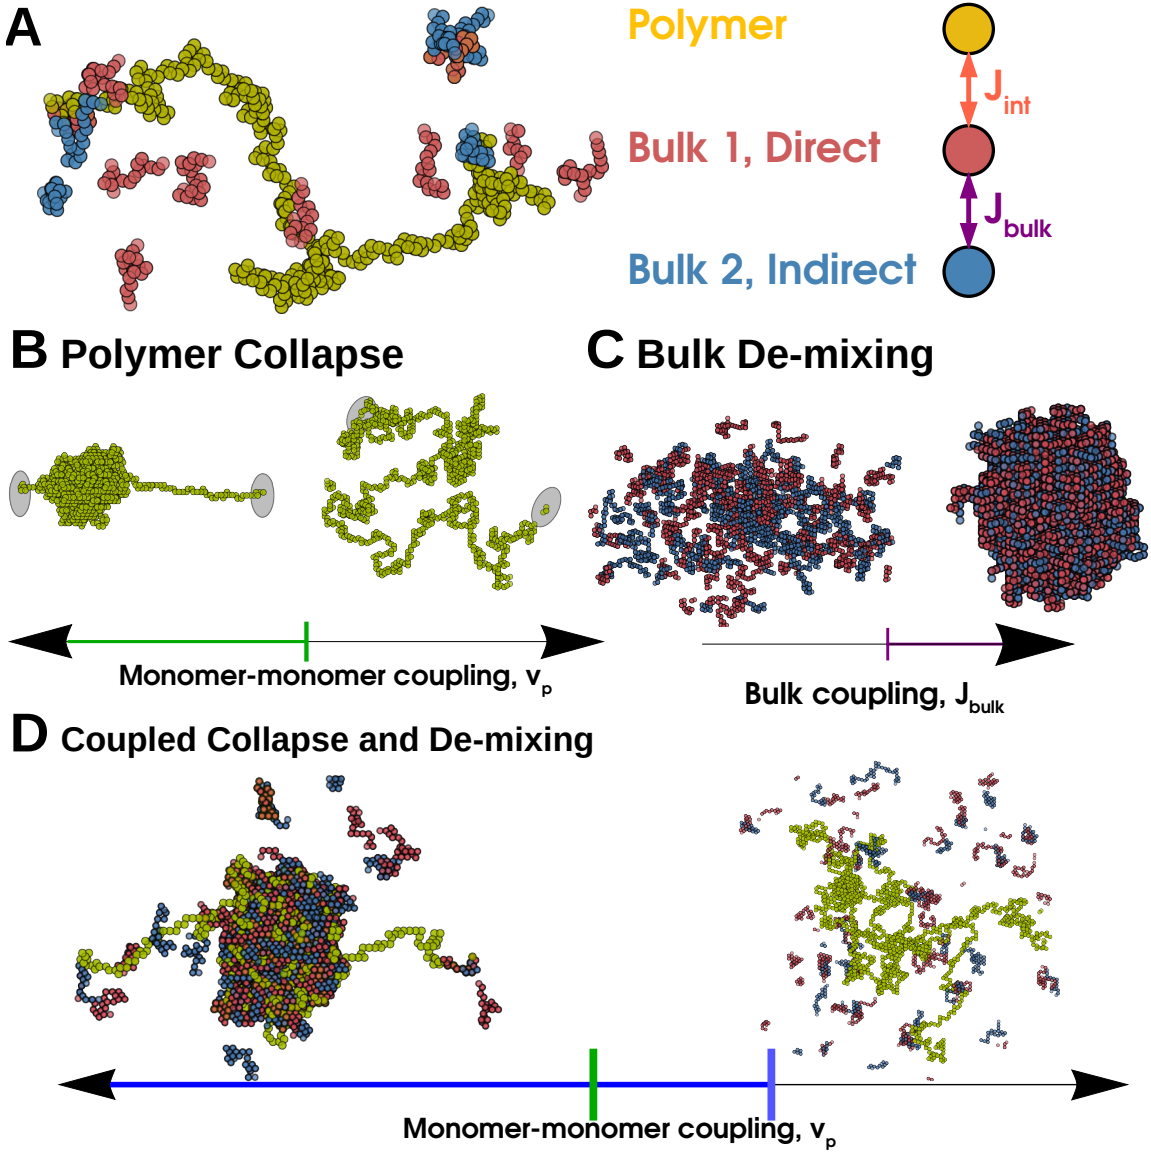 A
Polymer
J_int
Bulk 1, Direct
J_bulk
Bulk 2, Indirect
B Polymer Collapse
C Bulk De-mixing
Monomer-monomer coupling, v_p
Bulk coupling, J_bulk
D Coupled Collapse and De-mixing
Monomer-monomer coupling, v_p